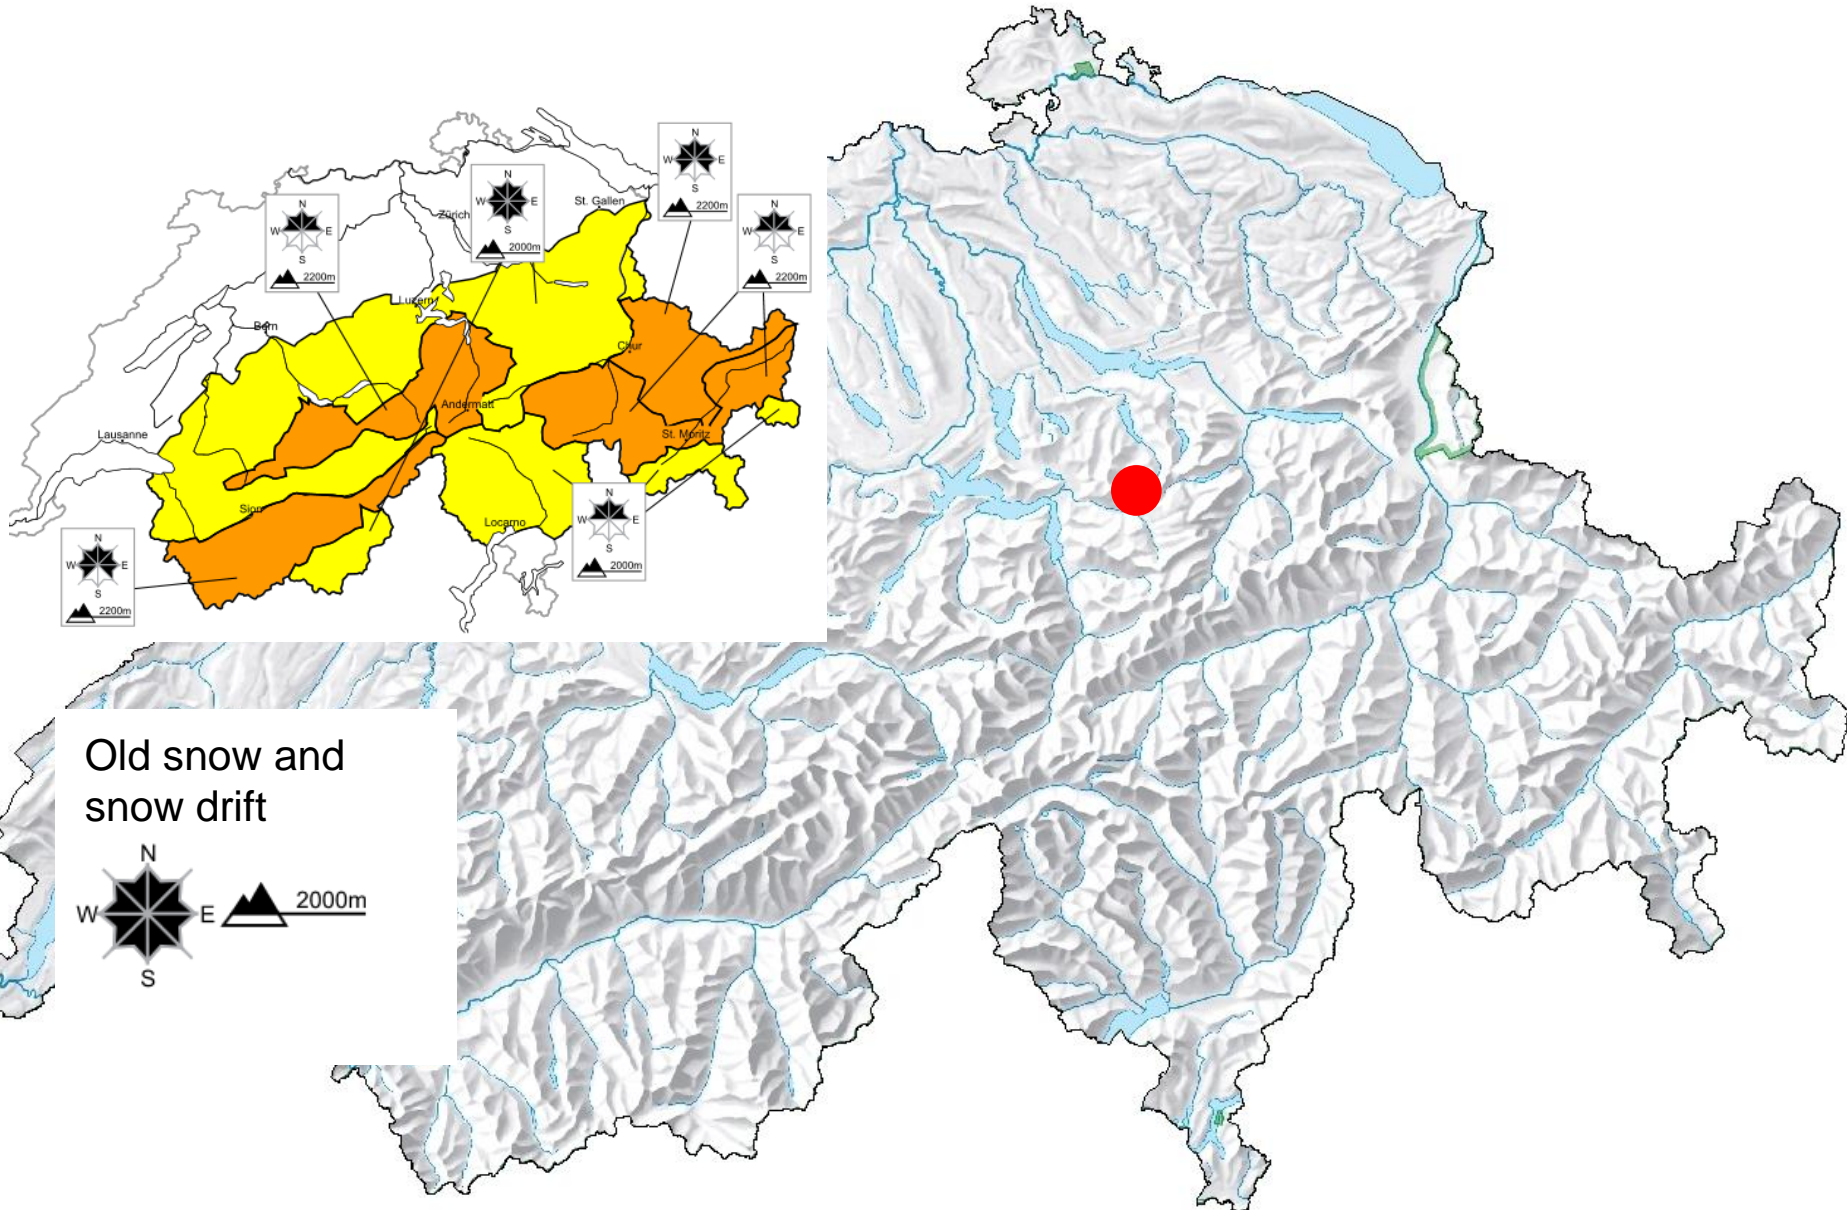 N
W E
S
2200m
N
W E
S
2000m
N
W E
S
2200m
N
W E
S
2200m
St. Gallen
Zürich
Luzern
Bern
Chur
Andermatt
Lausanne
St. Moritz
Sion
Locarno
N
W E
S
2000m
N
W E
S
2200m
Old snow and
snow drift
N
W E
S
2000m